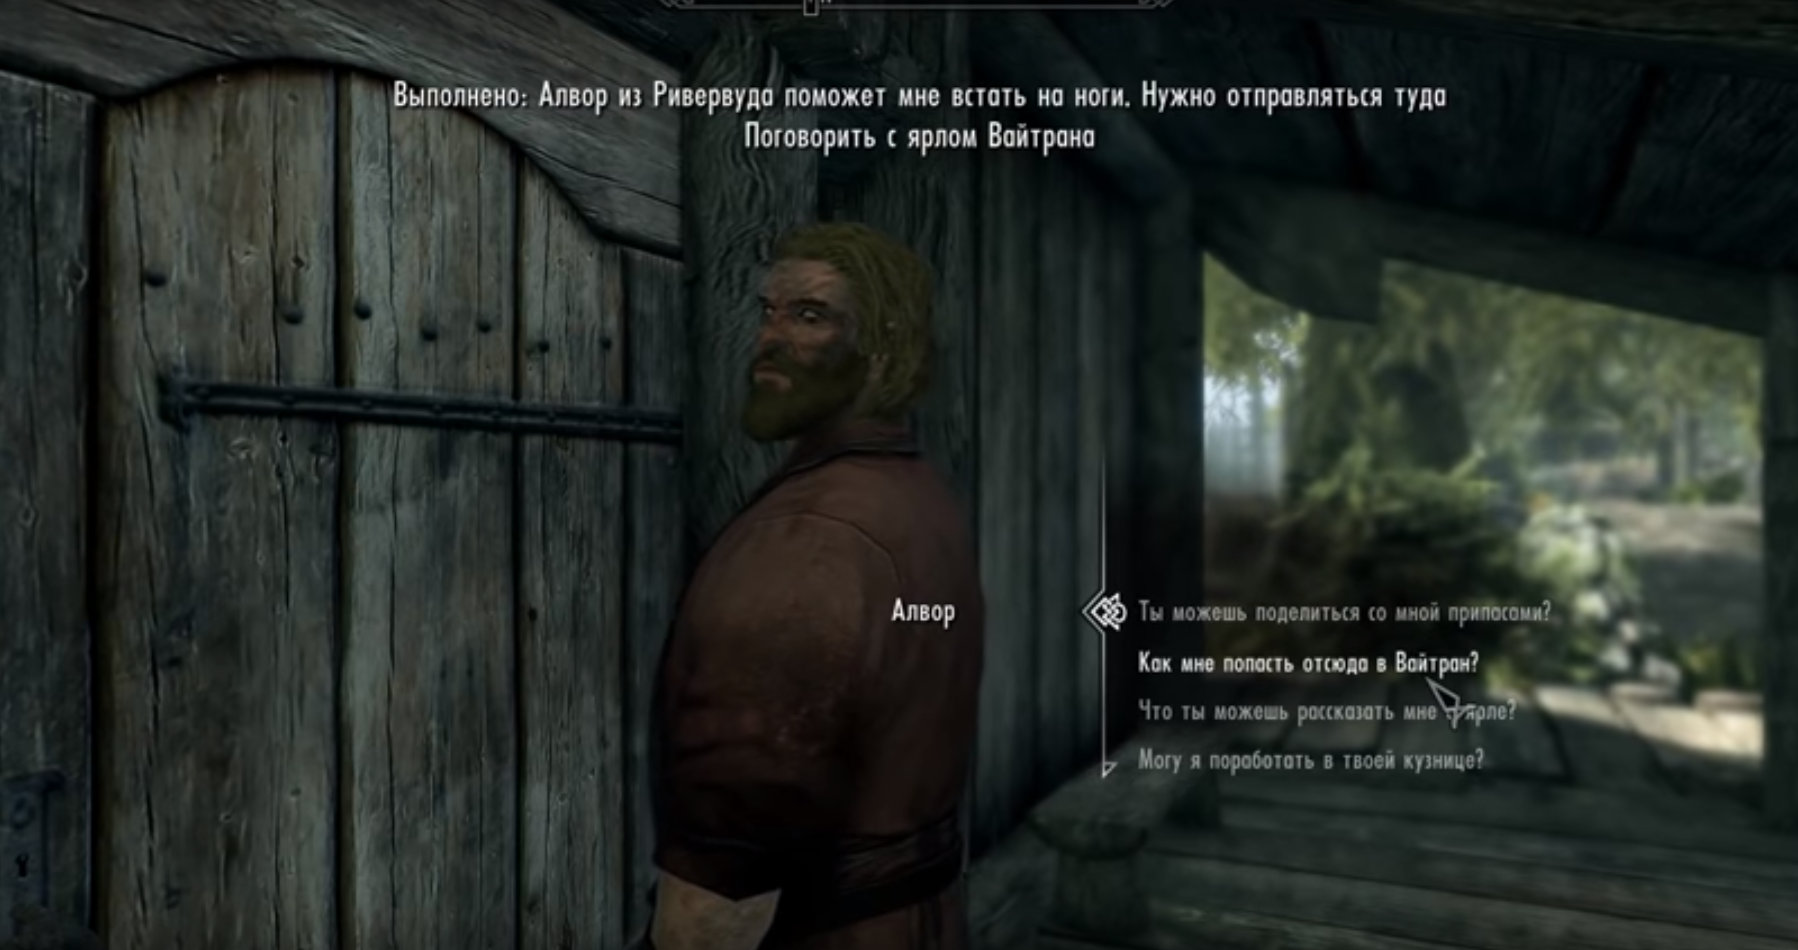 Выполнено: Алвор из Ривервуда поможет мне встать на ноги. Нужно отправляться туда
Поговорить с ярлом Вайтрана
Алвор
Ты можешь поделиться со мной припасами?
Как мне попасть отсюда в Вайтран?
Что ты можешь рассказать мне ярле?
Могу я поработать в твоей кузнице?